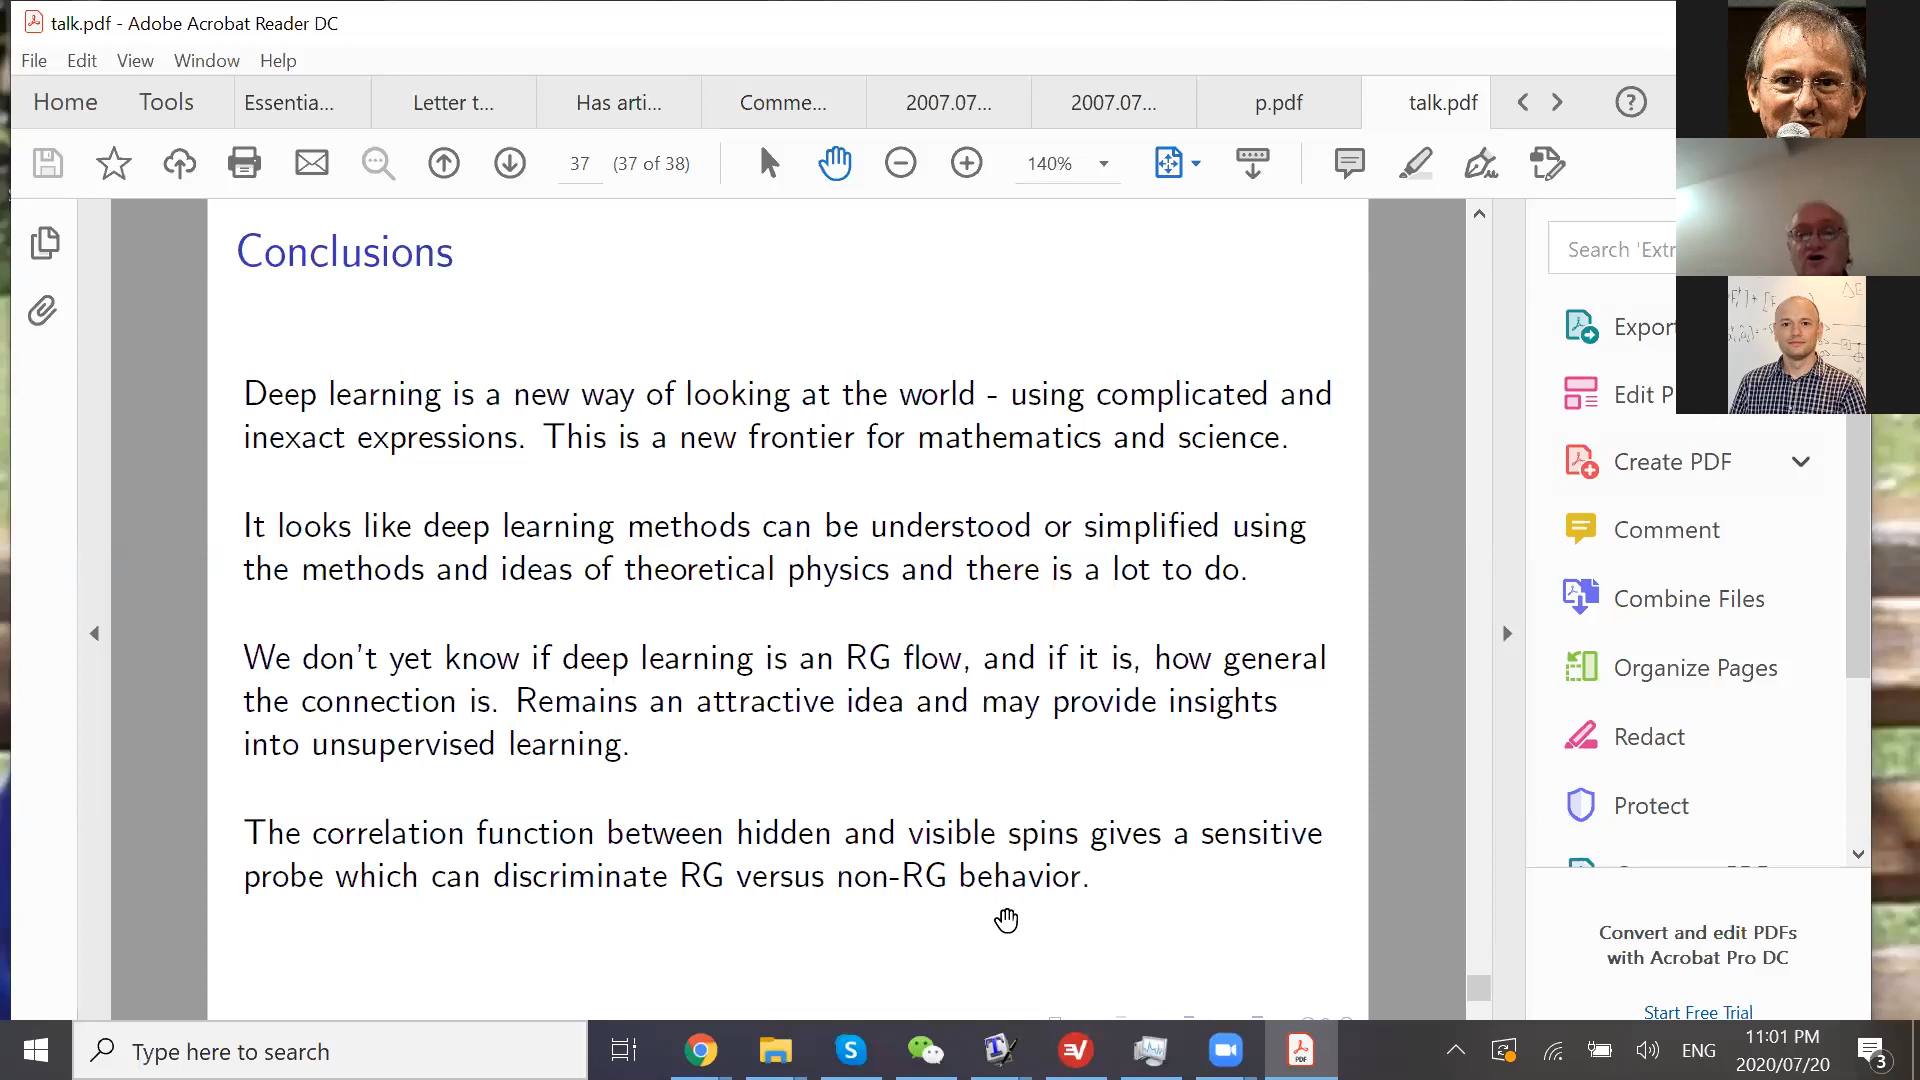 talk.pdf - Adobe Acrobat Reader DC
File Edit View Window Help
Home Tools Essentia... Letter t... Has arti... Comme... 2007.07... 2007.07... p.pdf talk.pdf
37 (37 of 38) 140%
Conclusions
Deep learning is a new way of looking at the world - using complicated and
inexact expressions. This is a new frontier for mathematics and science.
It looks like deep learning methods can be understood or simplified using
the methods and ideas of theoretical physics and there is a lot to do.
We don't yet know if deep learning is an RG flow, and if it is, how general
the connection is. Remains an attractive idea and may provide insights
into unsupervised learning.
The correlation function between hidden and visible spins gives a sensitive
probe which can discriminate RG versus non-RG behavior.
Search 'Extr
Export
Edit P
Create PDF
Comment
Combine Files
Organize Pages
Redact
Protect
Convert and edit PDFs
with Acrobat Pro DC
Start Free Trial
ΔE
Type here to search
ENG
11:01 PM
2020/07/20
3